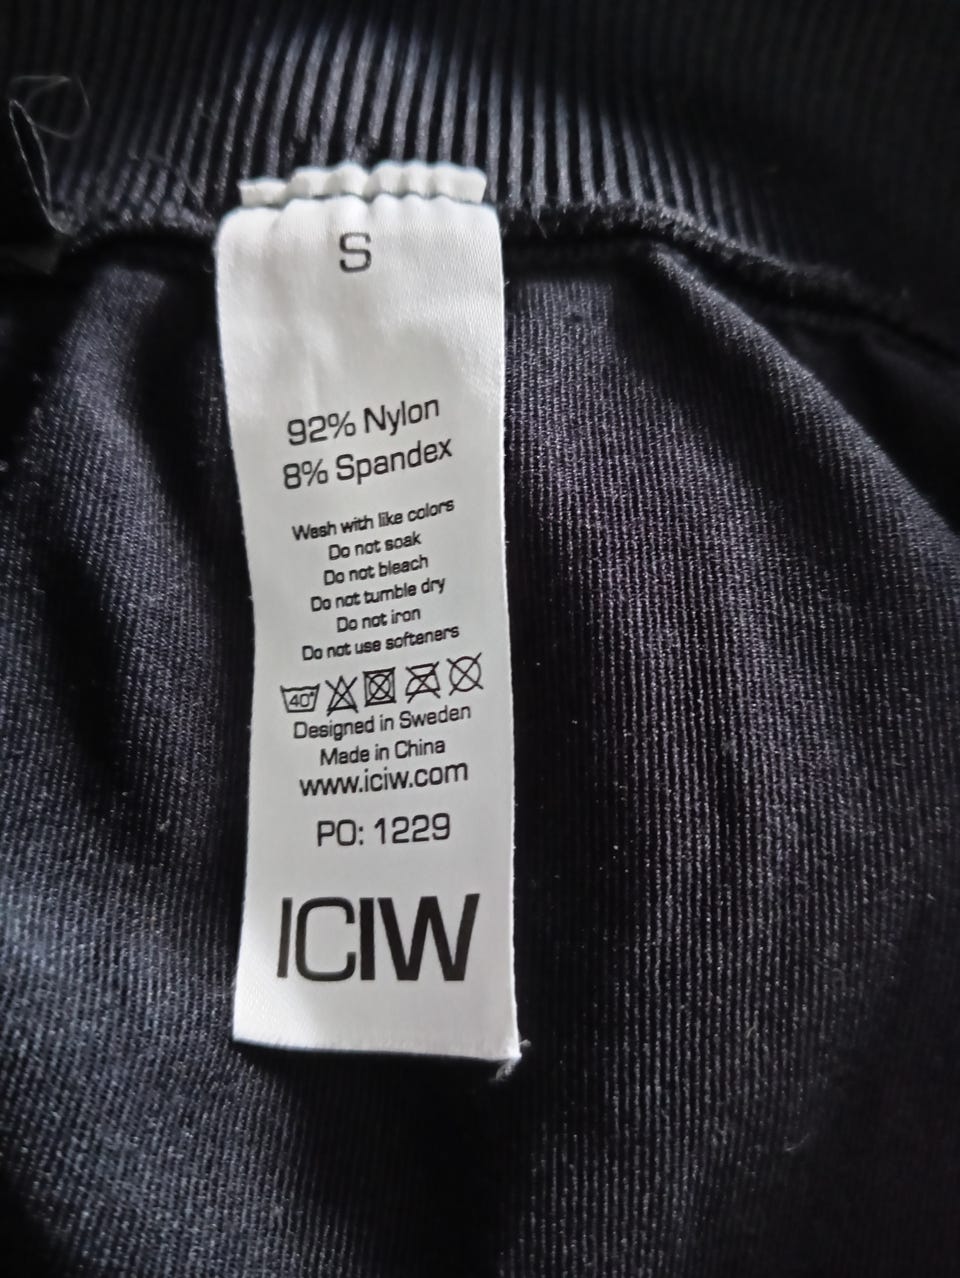 S
92% Nylon
8% Spandex
Wash with like colors
Do not soak
Do not bleach
Do not tumble dry
Do not iron
Do not use softeners
40°
Designed in Sweden
Made in China
www.iciw.com
PO: 1229
ICIW